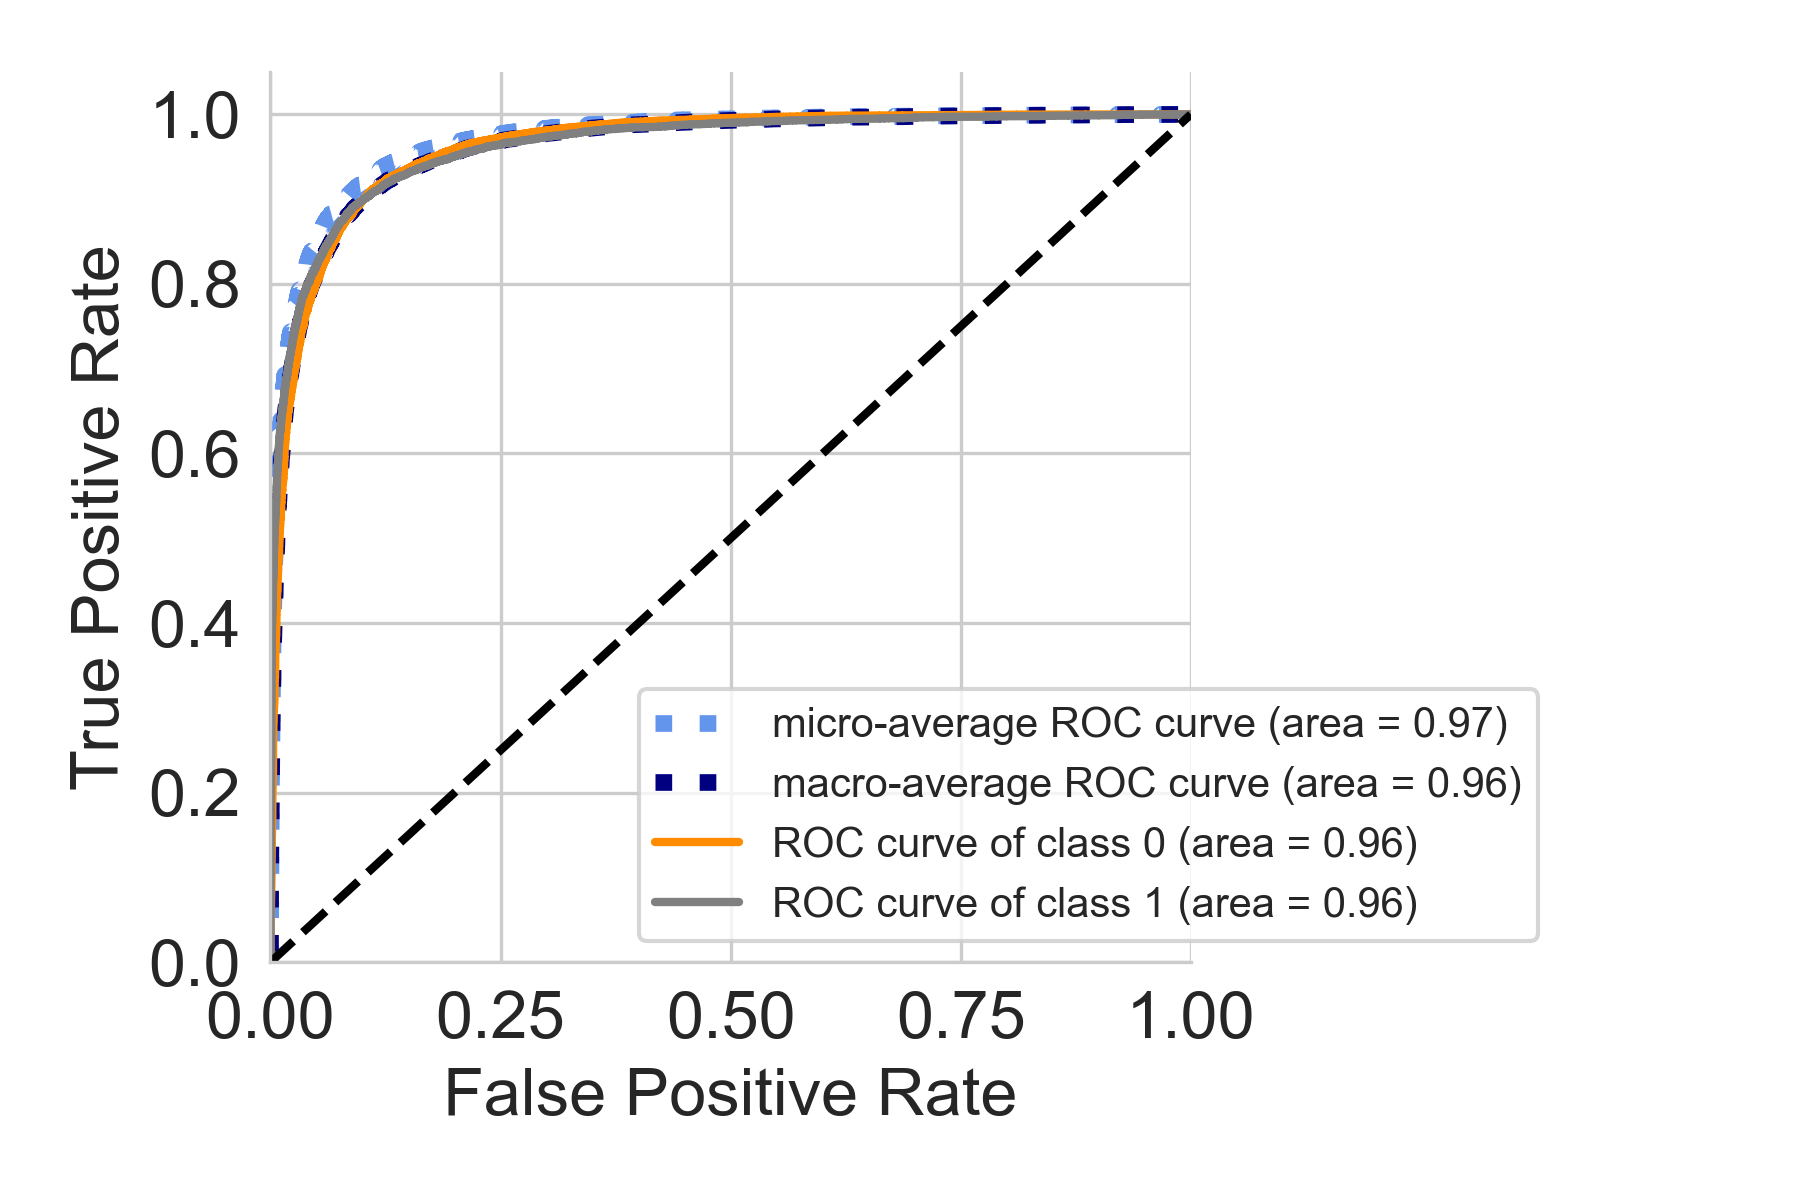 True Positive Rate
1.0
0.8
0.6
0.4
0.2
0.0
0.00 0.25 0.50 0.75 1.00
False Positive Rate
micro-average ROC curve (area = 0.97)
macro-average ROC curve (area = 0.96)
ROC curve of class 0 (area = 0.96)
ROC curve of class 1 (area = 0.96)